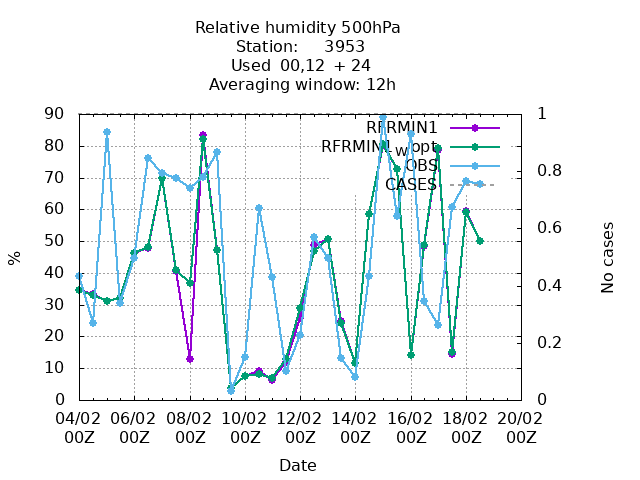 Relative humidity 500hPa
Station: 3953
Used 00,12 + 24
Averaging window: 12h
90 1
RFRMIN1
80 RFRMIN1_w_opt
OBS
70 0.8
CASES
60 0.6
50
40 0.4
30
20 0.2
10
0 0
% No cases
04/02 06/02 08/02 10/02 12/02 14/02 16/02 18/02 20/02
00Z 00Z 00Z 00Z 00Z 00Z 00Z 00Z 00Z
Date